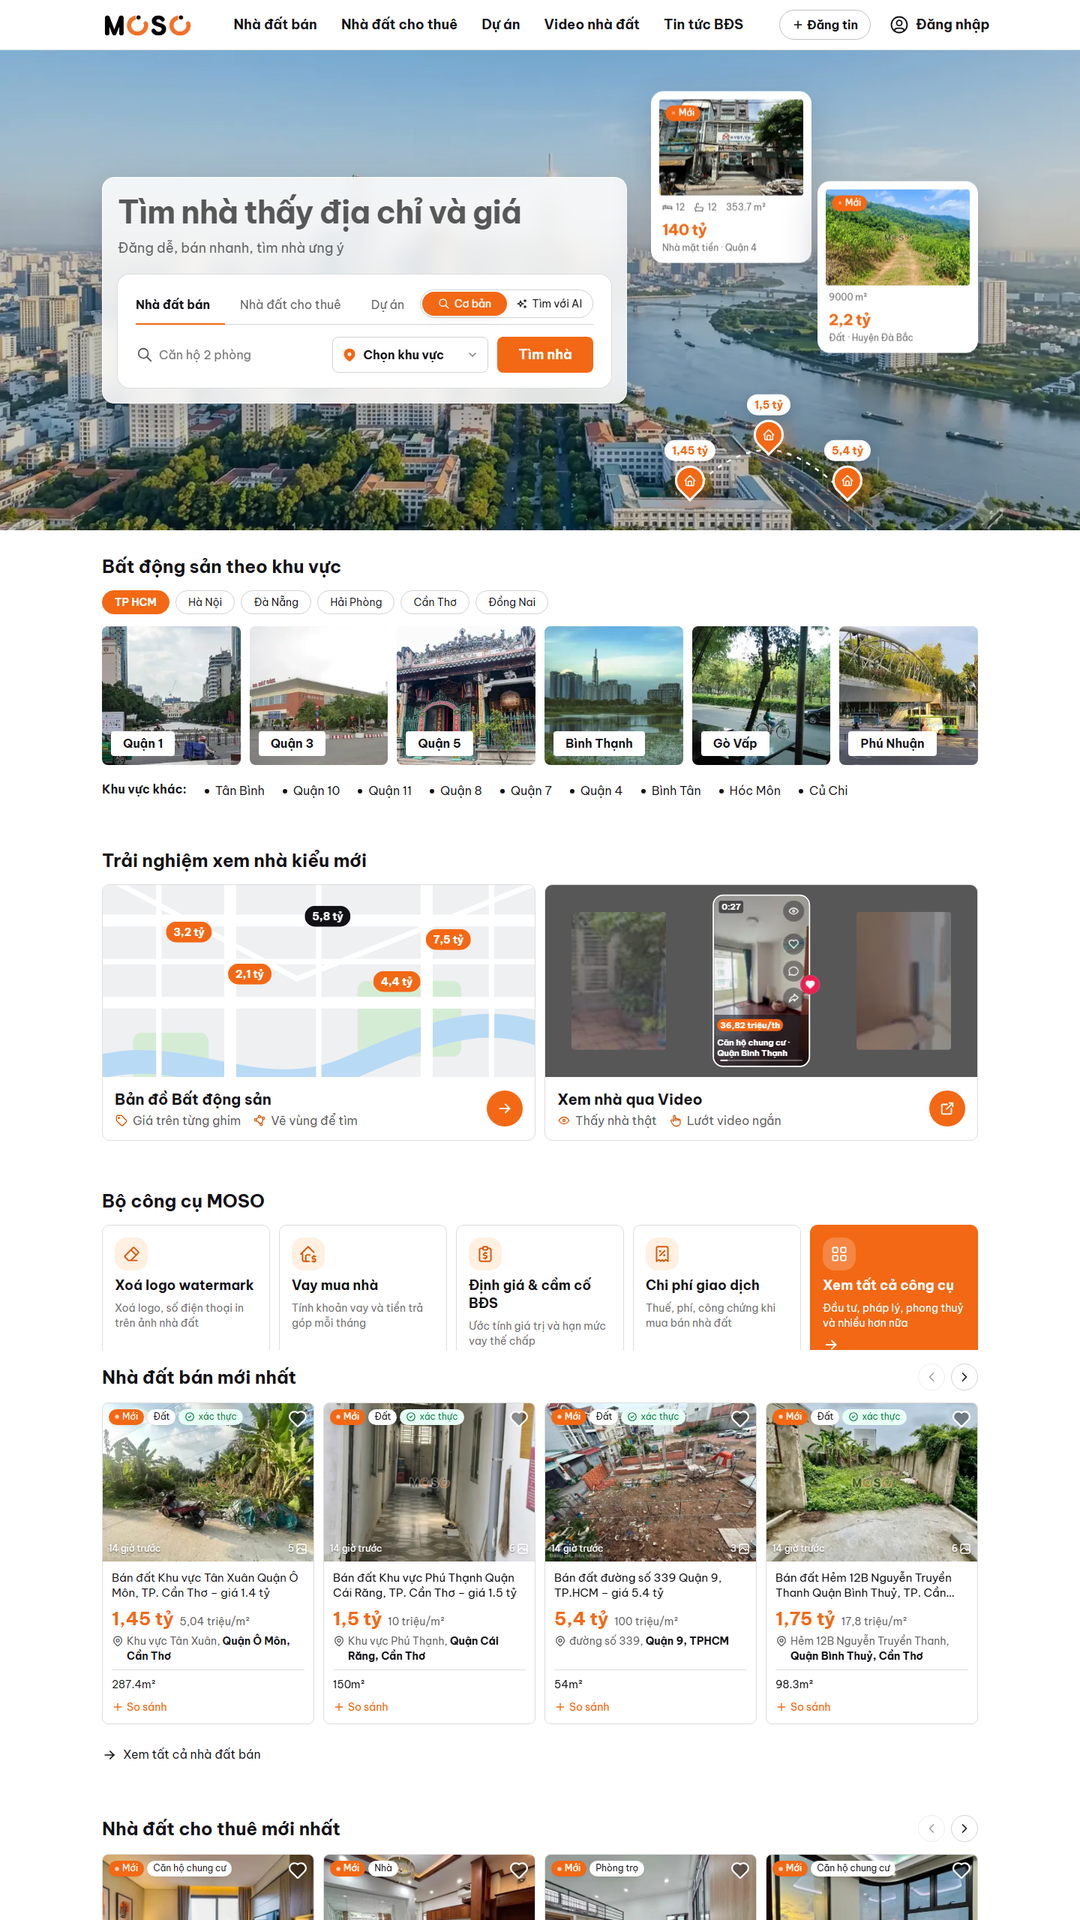 MOSO
Nhà đất bán
Nhà đất cho thuê
Dự án
Video nhà đất
Tin tức BĐS
+ Đăng tin
Đăng nhập
Mới
12 12 353.7 m²
140 tỷ
Nhà mặt tiền · Quận 4
Mới
9000 m²
2,2 tỷ
Đất · Huyện Đà Bắc
Tìm nhà thấy địa chỉ và giá
Đăng dễ, bán nhanh, tìm nhà ưng ý
Nhà đất bán
Nhà đất cho thuê
Dự án
Cơ bản
Tìm với AI
Căn hộ 2 phòng
Chọn khu vực
Tìm nhà
1,5 tỷ
1,45 tỷ
5,4 tỷ
Bất động sản theo khu vực
TP HCM
Hà Nội
Đà Nẵng
Hải Phòng
Cần Thơ
Đồng Nai
Quận 1
Quận 3
Quận 5
Bình Thạnh
Gò Vấp
Phú Nhuận
Khu vực khác:
• Tân Bình
• Quận 10
• Quận 11
• Quận 8
• Quận 7
• Quận 4
• Bình Tân
• Hóc Môn
• Củ Chi
Trải nghiệm xem nhà kiểu mới
3,2 tỷ
5,8 tỷ
7,5 tỷ
2,1 tỷ
4,4 tỷ
0:27
36,82 triệu/th
Căn hộ chung cư ·
Quận Bình Thạnh
Bản đồ Bất động sản
Giá trên từng ghim
Vẽ vùng để tìm
Xem nhà qua Video
Thấy nhà thật
Lướt video ngắn
Bộ công cụ MOSO
Xoá logo watermark
Xoá logo, số điện thoại in
trên ảnh nhà đất
Vay mua nhà
Tính khoản vay và tiền trả
góp mỗi tháng
Định giá & cầm cố
BĐS
Ước tính giá trị và hạn mức
vay thế chấp
Chi phí giao dịch
Thuế, phí, công chứng khi
mua bán nhà đất
Xem tất cả công cụ
Đầu tư, pháp lý, phong thuỷ
và nhiều hơn nữa
Nhà đất bán mới nhất
Mới Đất xác thực
14 giờ trước 5
Bán đất Khu vực Tân Xuân Quận Ô
Môn, TP. Cần Thơ – giá 1.4 tỷ
1,45 tỷ 5,04 triệu/m²
Khu vực Tân Xuân, Quận Ô Môn,
Cần Thơ
287.4m²
+ So sánh
Mới Đất xác thực
14 giờ trước 6
Bán đất Khu vực Phú Thạnh Quận
Cái Răng, TP. Cần Thơ – giá 1.5 tỷ
1,5 tỷ 10 triệu/m²
Khu vực Phú Thạnh, Quận Cái
Răng, Cần Thơ
150m²
+ So sánh
Mới Đất xác thực
14 giờ trước 3
Bán đất đường số 339 Quận 9,
TP.HCM – giá 5.4 tỷ
5,4 tỷ 100 triệu/m²
đường số 339, Quận 9, TPHCM
54m²
+ So sánh
Mới Đất xác thực
14 giờ trước 6
Bán đất Hẻm 12B Nguyễn Truyền
Thanh Quận Bình Thuỷ, TP. Cần...
1,75 tỷ 17,8 triệu/m²
Hẻm 12B Nguyễn Truyền Thanh,
Quận Bình Thuỷ, Cần Thơ
98.3m²
+ So sánh
Xem tất cả nhà đất bán
Nhà đất cho thuê mới nhất
Mới Căn hộ chung cư
Mới Nhà
Mới Phòng trọ
Mới Căn hộ chung cư